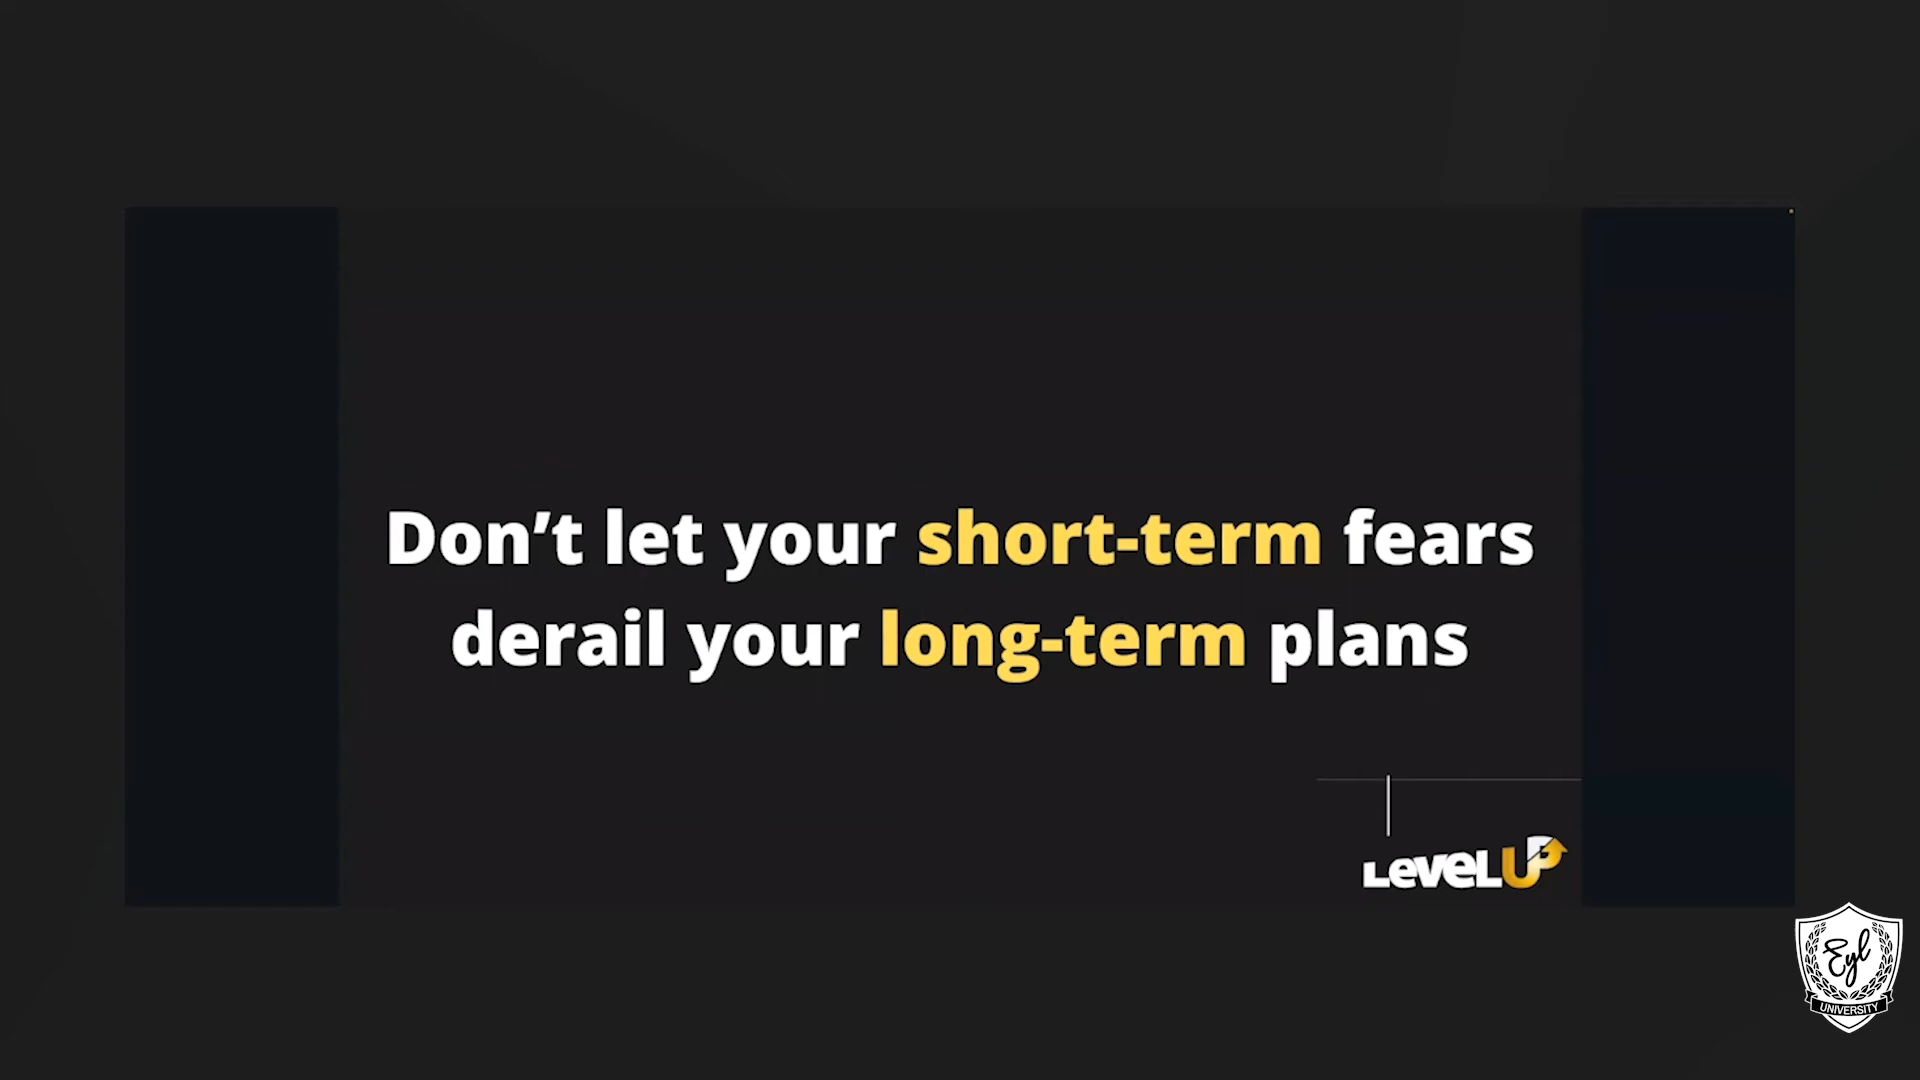 Don’t let your short-term fears
derail your long-term plans
LeveLUP
Eyl
UNIVERSITY